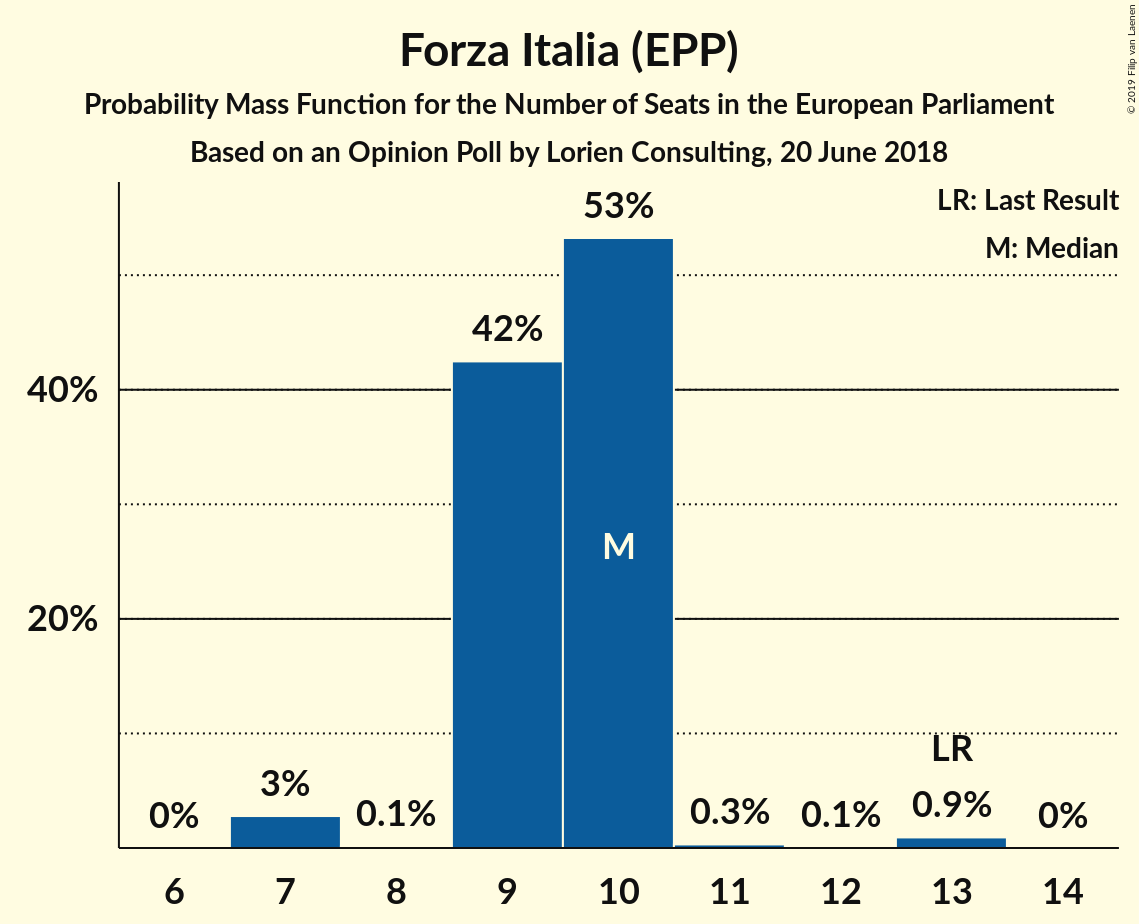 Forza Italia (EPP)
Probability Mass Function for the Number of Seats in the European Parliament
Based on an Opinion Poll by Lorien Consulting, 20 June 2018
© 2019 Filip van Laenen
LR: Last Result
M: Median
53%
42%
40%
M
20%
LR
3%
0.9%
0%
0.1%
0.3%
0.1%
0%
6 7 8 9 10 11 12 13 14